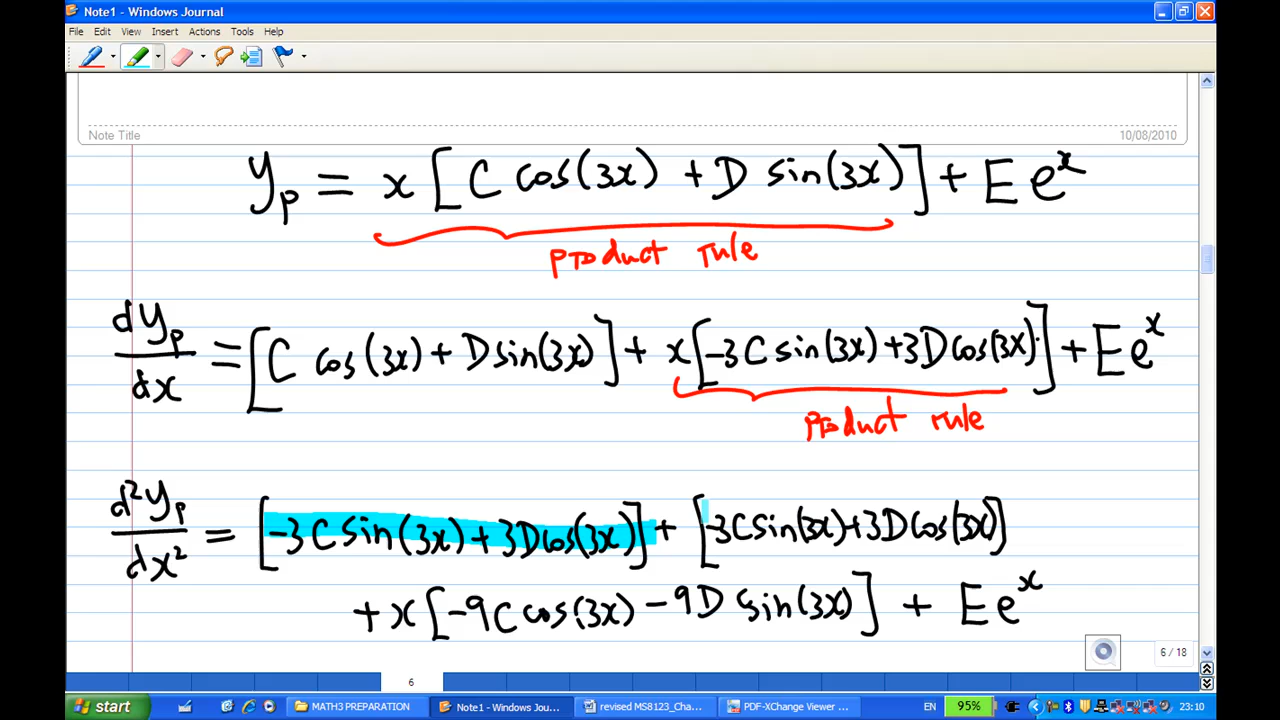 Note1 - Windows Journal
File Edit View Insert Actions Tools Help
Note Title 10/08/2010
y_p = x [C cos(3x) + D sin(3x)] + E e^x
product rule
dy_p/dx = [C cos(3x) + D sin(3x)] + x[-3C sin(3x) + 3D cos(3x)] + E e^x
product rule
d²y_p/dx² = [-3C sin(3x) + 3D cos(3x)] + [-3C sin(3x) + 3D cos(3x)]
+ x[-9C cos(3x) - 9D sin(3x)] + E e^x
6 / 18
6
start MATH3 PREPARATION Note1 - Windows Jou... revised MS8123_Cha... PDF-XChange Viewer ... EN 95% 23:10